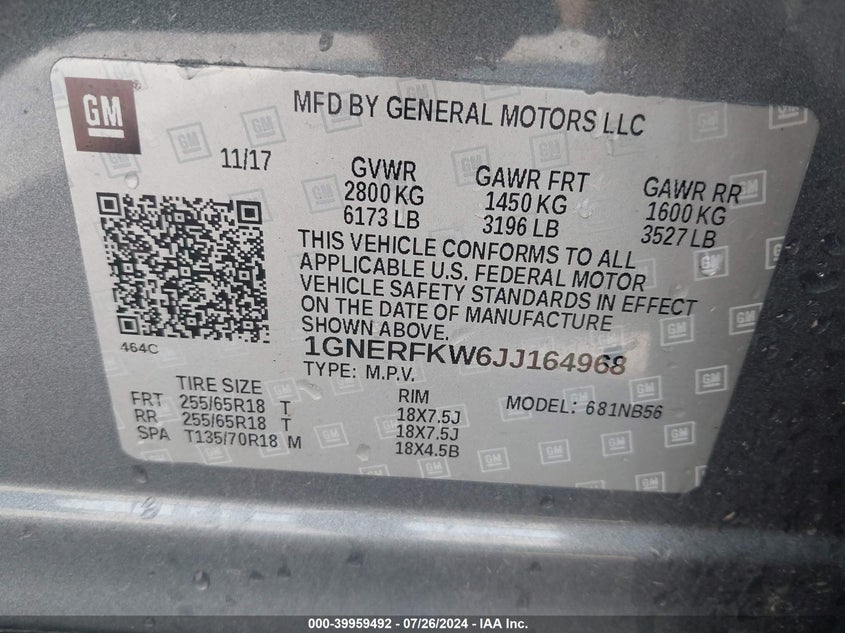 GM
MFD BY GENERAL MOTORS LLC
11/17
GVWR
2800 KG
6173 LB
GAWR FRT
1450 KG
3196 LB
GAWR RR
1600 KG
3527 LB
THIS VEHICLE CONFORMS TO ALL
APPLICABLE U.S. FEDERAL MOTOR
VEHICLE SAFETY STANDARDS IN EFFECT
ON THE DATE OF MANUFACTURE
SHOWN ABOVE.
464C
1GNERFKW6JJ164968
TYPE: M.P.V.
MODEL: 681NB56
TIRE SIZE
FRT 255/65R18 T
RR 255/65R18 T
SPA T135/70R18 M
RIM
18X7.5J
18X7.5J
18X4.5B
000-39959492 - 07/26/2024 - IAA Inc.